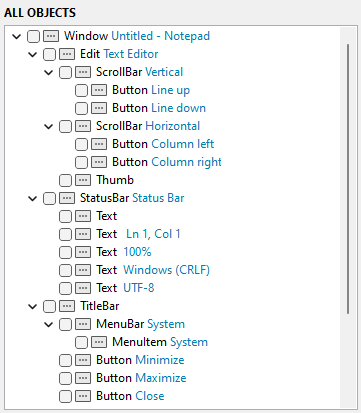 ALL OBJECTS
Window Untitled - Notepad
Edit Text Editor
ScrollBar Vertical
Button Line up
Button Line down
ScrollBar Horizontal
Button Column left
Button Column right
Thumb
StatusBar Status Bar
Text
Text Ln 1, Col 1
Text 100%
Text Windows (CRLF)
Text UTF-8
TitleBar
MenuBar System
MenuItem System
Button Minimize
Button Maximize
Button Close